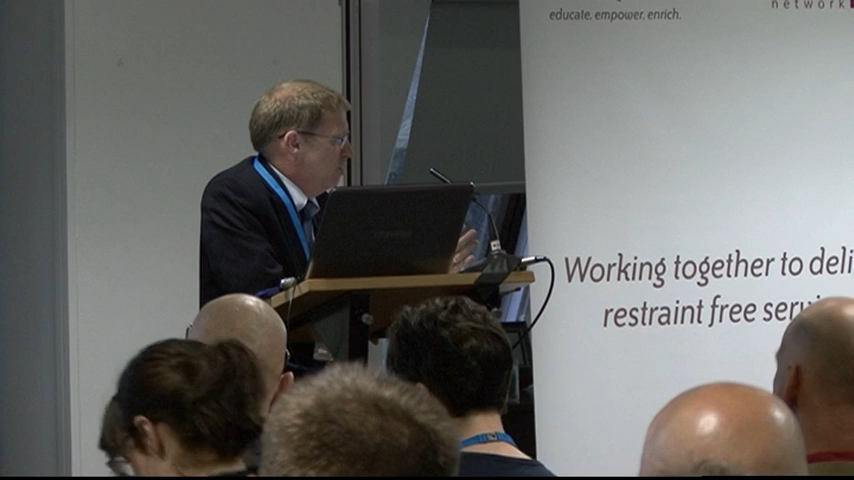 educate. empower. enrich.
network
Working together to deli
restraint free servi